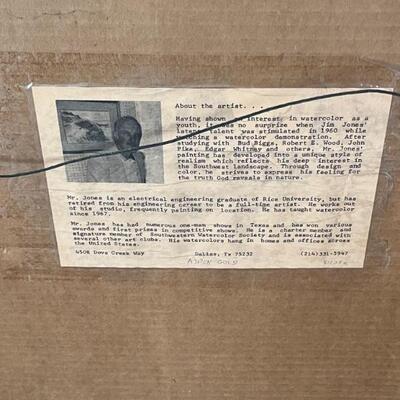 About the artist. . .
Having shown an interest in watercolor as a
youth, it was no surprise when Jim Jones'
latent talent was stimulated in 1960 while
watching a watercolor demonstration. After
studying with Bud Biggs, Robert E. Wood, John
Pike, Edgar Whitney and others, Mr. Jones'
painting has developed into a unique style of
realism which reflects his deep interest in
the Southwest landscape. Through design and
color, he strives to express his feeling for
the truth God reveals in nature.
Mr. Jones is an electrical engineering graduate of Rice University, but has
retired from his engineering career to be a full-time artist. He works out
of his studio, frequently painting on location. He has taught watercolor
since 1967.
Mr. Jones has had numerous one-man shows in Texas and has won various
awards and first prizes in competitive shows. He is a charter member and
signature member of Southwestern Watercolor Society and is associated with
several other art clubs. His watercolors hang in homes and offices across
the United States.
4508 Dove Creek Way Dallas, Tx 75232 (214)331-5947
ASPEN GOLD